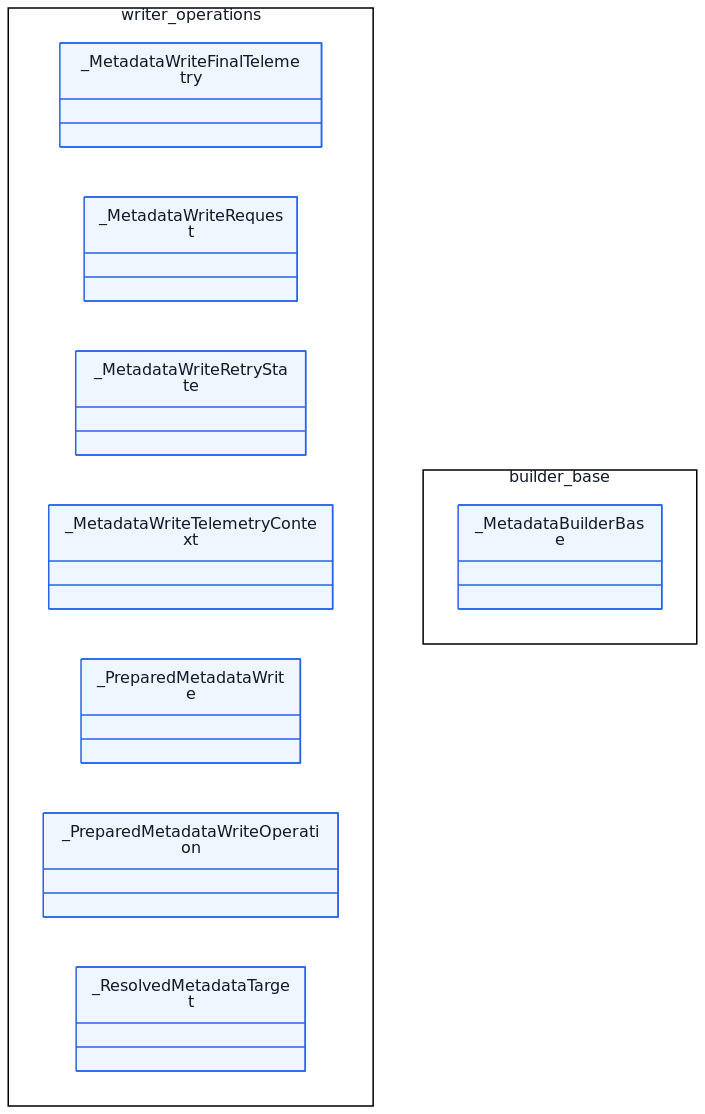 writer_operations
_MetadataWriteFinalTeleme
try
_MetadataWriteReques
t
_MetadataWriteRetrySta
te
_MetadataWriteTelemetryConte
xt
_PreparedMetadataWrit
e
_PreparedMetadataWriteOperati
on
_ResolvedMetadataTarge
t
builder_base
_MetadataBuilderBas
e